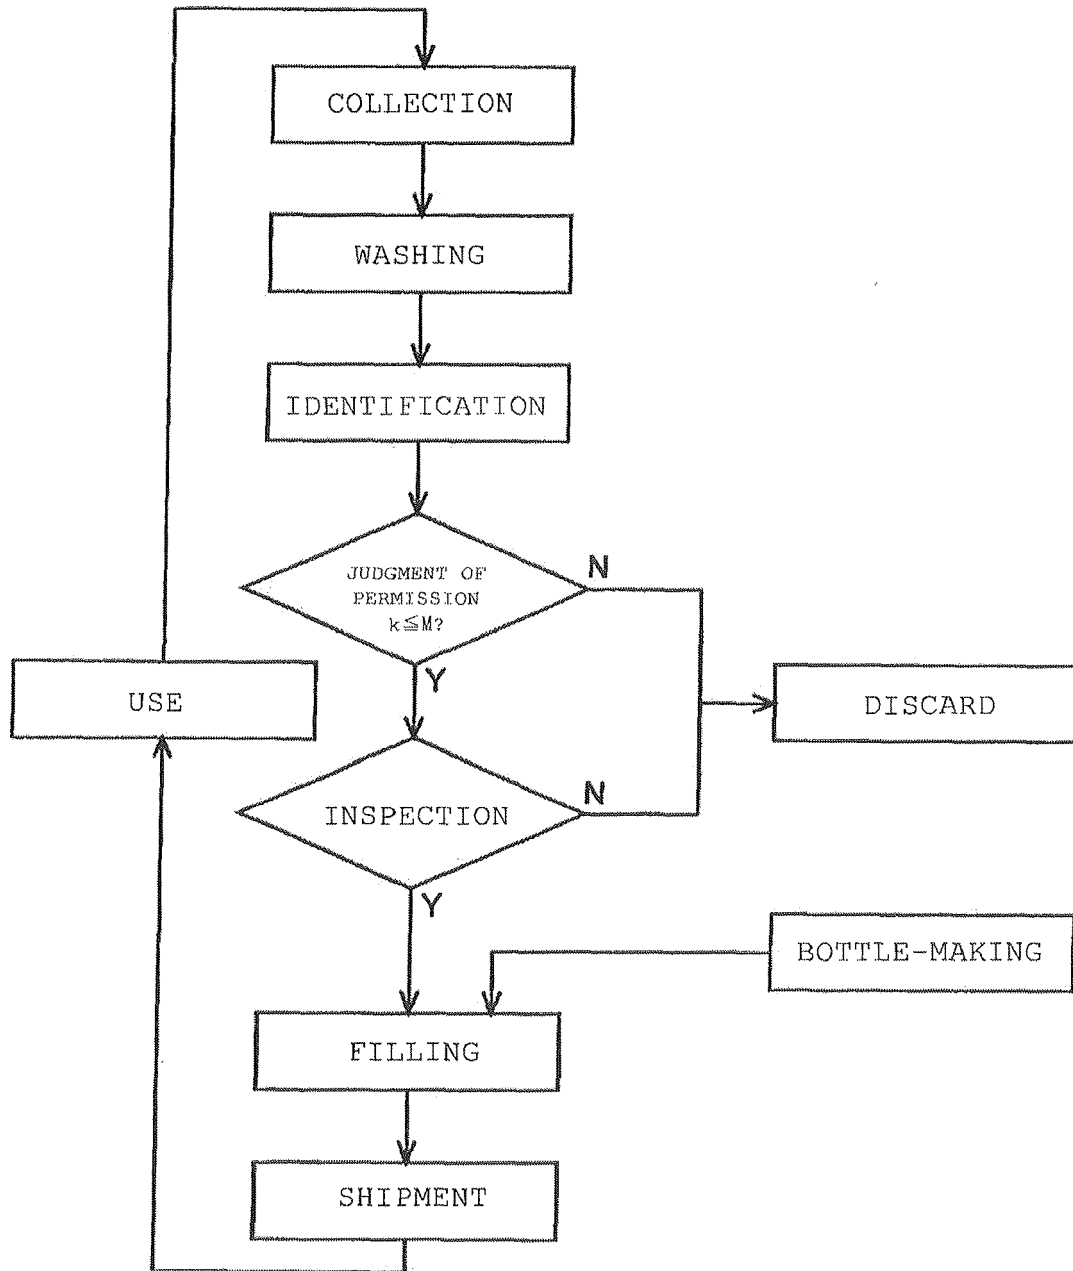 COLLECTION
WASHING
IDENTIFICATION
JUDGMENT OF
PERMISSION
k≦M?
N
Y
USE
DISCARD
INSPECTION
N
Y
BOTTLE-MAKING
FILLING
SHIPMENT